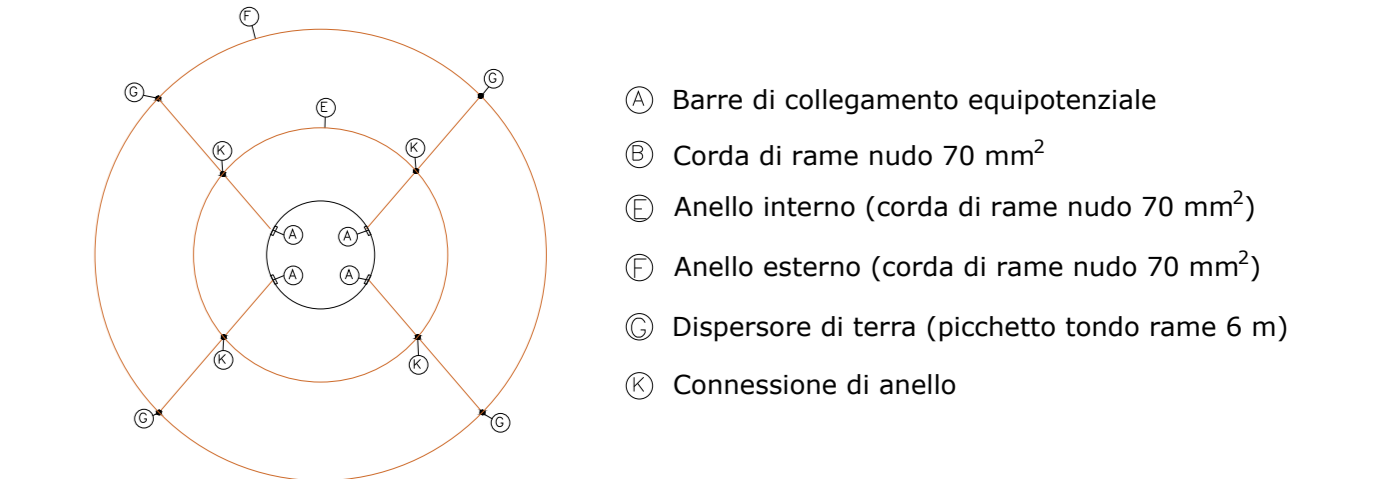 F
G
G
E
K
K
A
A
A
A
K
K
G
G
A Barre di collegamento equipotenziale
B Corda di rame nudo 70 mm²
E Anello interno (corda di rame nudo 70 mm²)
F Anello esterno (corda di rame nudo 70 mm²)
G Dispersore di terra (picchetto tondo rame 6 m)
K Connessione di anello